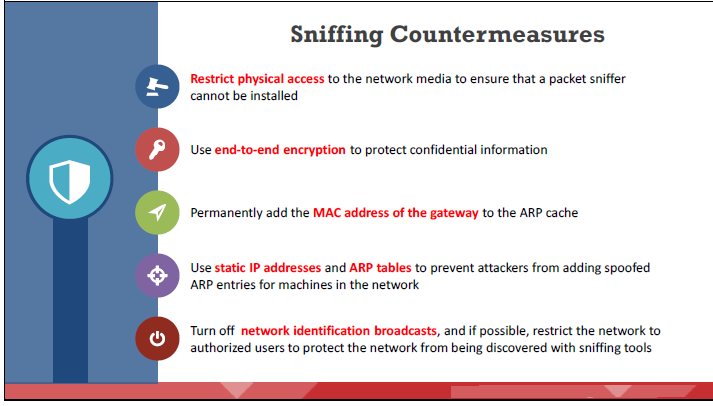 Sniffing Countermeasures
Restrict physical access to the network media to ensure that a packet sniffer
cannot be installed
Use end-to-end encryption to protect confidential information
Permanently add the MAC address of the gateway to the ARP cache
Use static IP addresses and ARP tables to prevent attackers from adding spoofed
ARP entries for machines in the network
Turn off network identification broadcasts, and if possible, restrict the network to
authorized users to protect the network from being discovered with sniffing tools